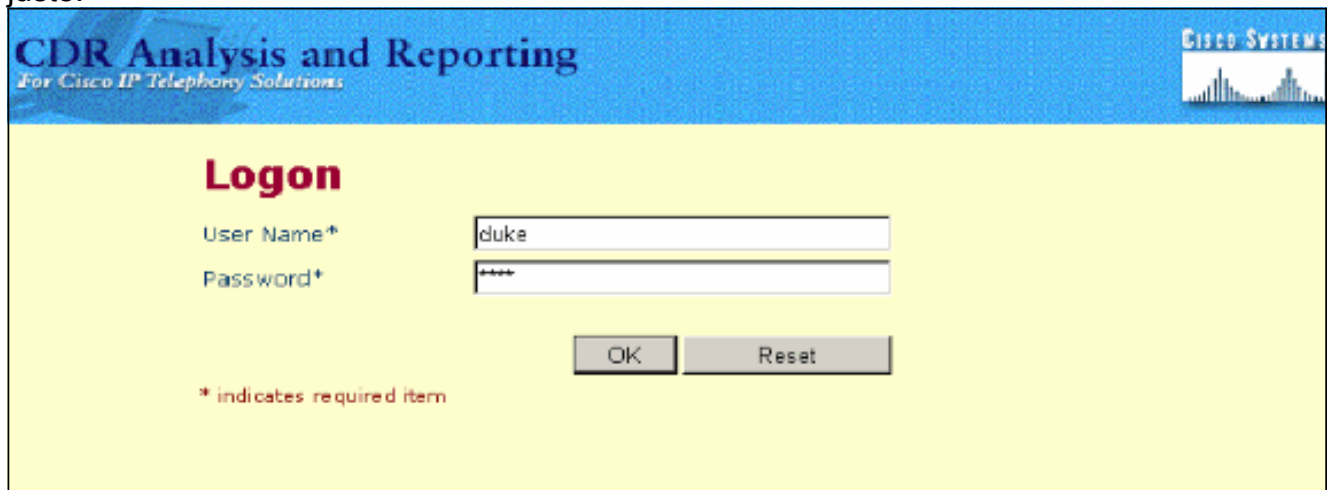 juste.
CDR Analysis and Reporting
For Cisco IP Telephony Solutions
CISCO SYSTEMS
Logon
User Name*
duke
Password*
****
OK
Reset
* indicates required item